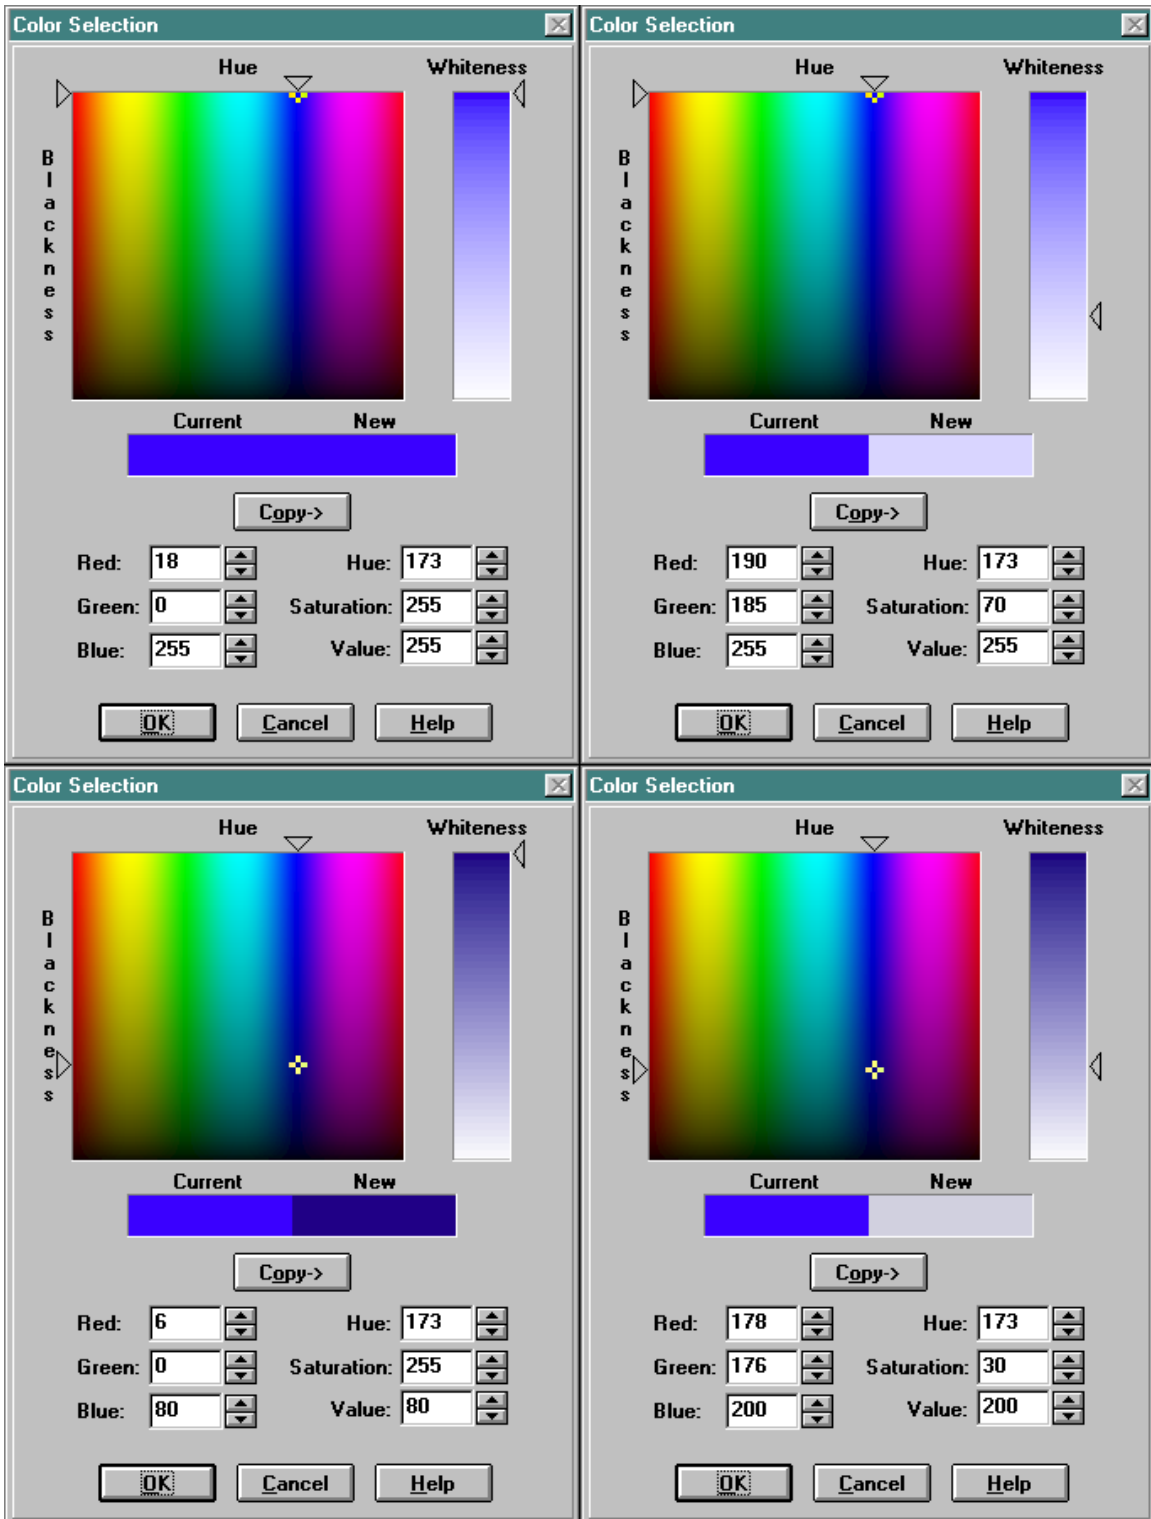 Color Selection
Hue
Whiteness
Blackness
Current New
Copy->
Red: 18 Hue: 173
Green: 0 Saturation: 255
Blue: 255 Value: 255
OK Cancel Help
Color Selection
Hue
Whiteness
Blackness
Current New
Copy->
Red: 190 Hue: 173
Green: 185 Saturation: 70
Blue: 255 Value: 255
OK Cancel Help
Color Selection
Hue
Whiteness
Blackness
Current New
Copy->
Red: 6 Hue: 173
Green: 0 Saturation: 255
Blue: 80 Value: 80
OK Cancel Help
Color Selection
Hue
Whiteness
Blackness
Current New
Copy->
Red: 178 Hue: 173
Green: 176 Saturation: 30
Blue: 200 Value: 200
OK Cancel Help